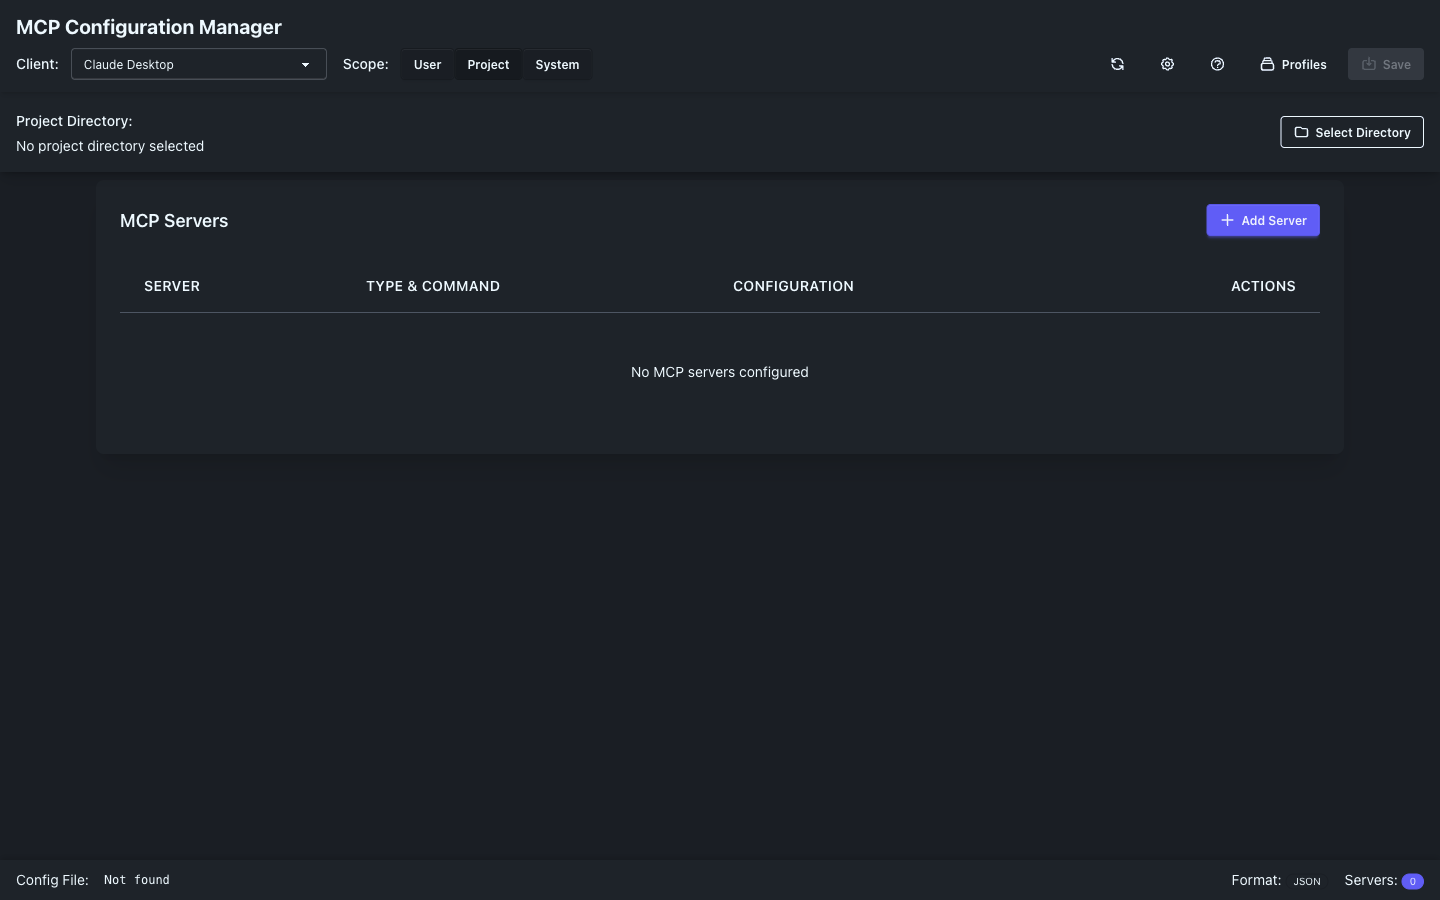 MCP Configuration Manager
Client: Claude Desktop Scope: User Project System Profiles Save
Project Directory:
No project directory selected
Select Directory
MCP Servers
Add Server
SERVER TYPE & COMMAND CONFIGURATION ACTIONS
No MCP servers configured
Config File: Not found Format: JSON Servers: 0